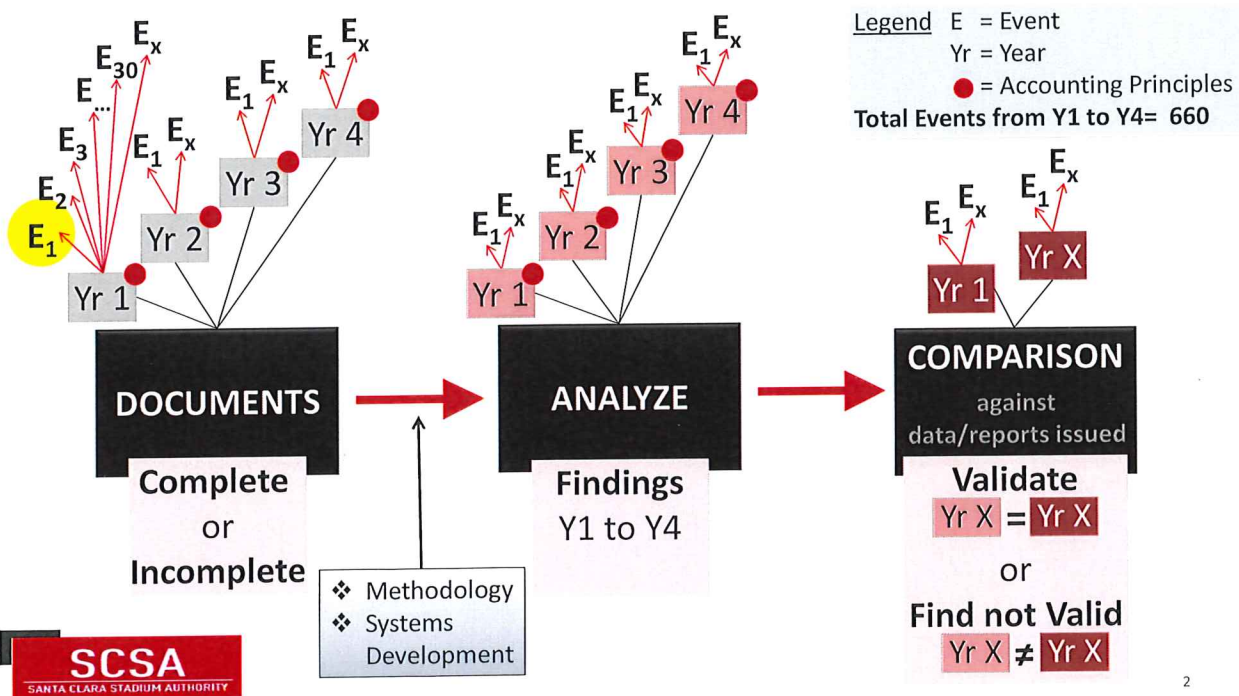 Legend E = Event
Yr = Year
= Accounting Principles
Total Events from Y1 to Y4= 660
E1
E2
E3
E...
E30
Ex
Yr 1
E1
Ex
Yr 2
E1
Ex
Yr 3
E1
Ex
Yr 4
DOCUMENTS
Complete
or
Incomplete
❖ Methodology
❖ Systems
Development
E1
Ex
Yr 1
E1
Ex
Yr 2
E1
Ex
Yr 3
E1
Ex
Yr 4
ANALYZE
Findings
Y1 to Y4
E1
Ex
Yr 1
E1
Ex
Yr X
COMPARISON
against
data/reports issued
Validate
Yr X = Yr X
or
Find not Valid
Yr X ≠ Yr X
SCSA
SANTA CLARA STADIUM AUTHORITY
2